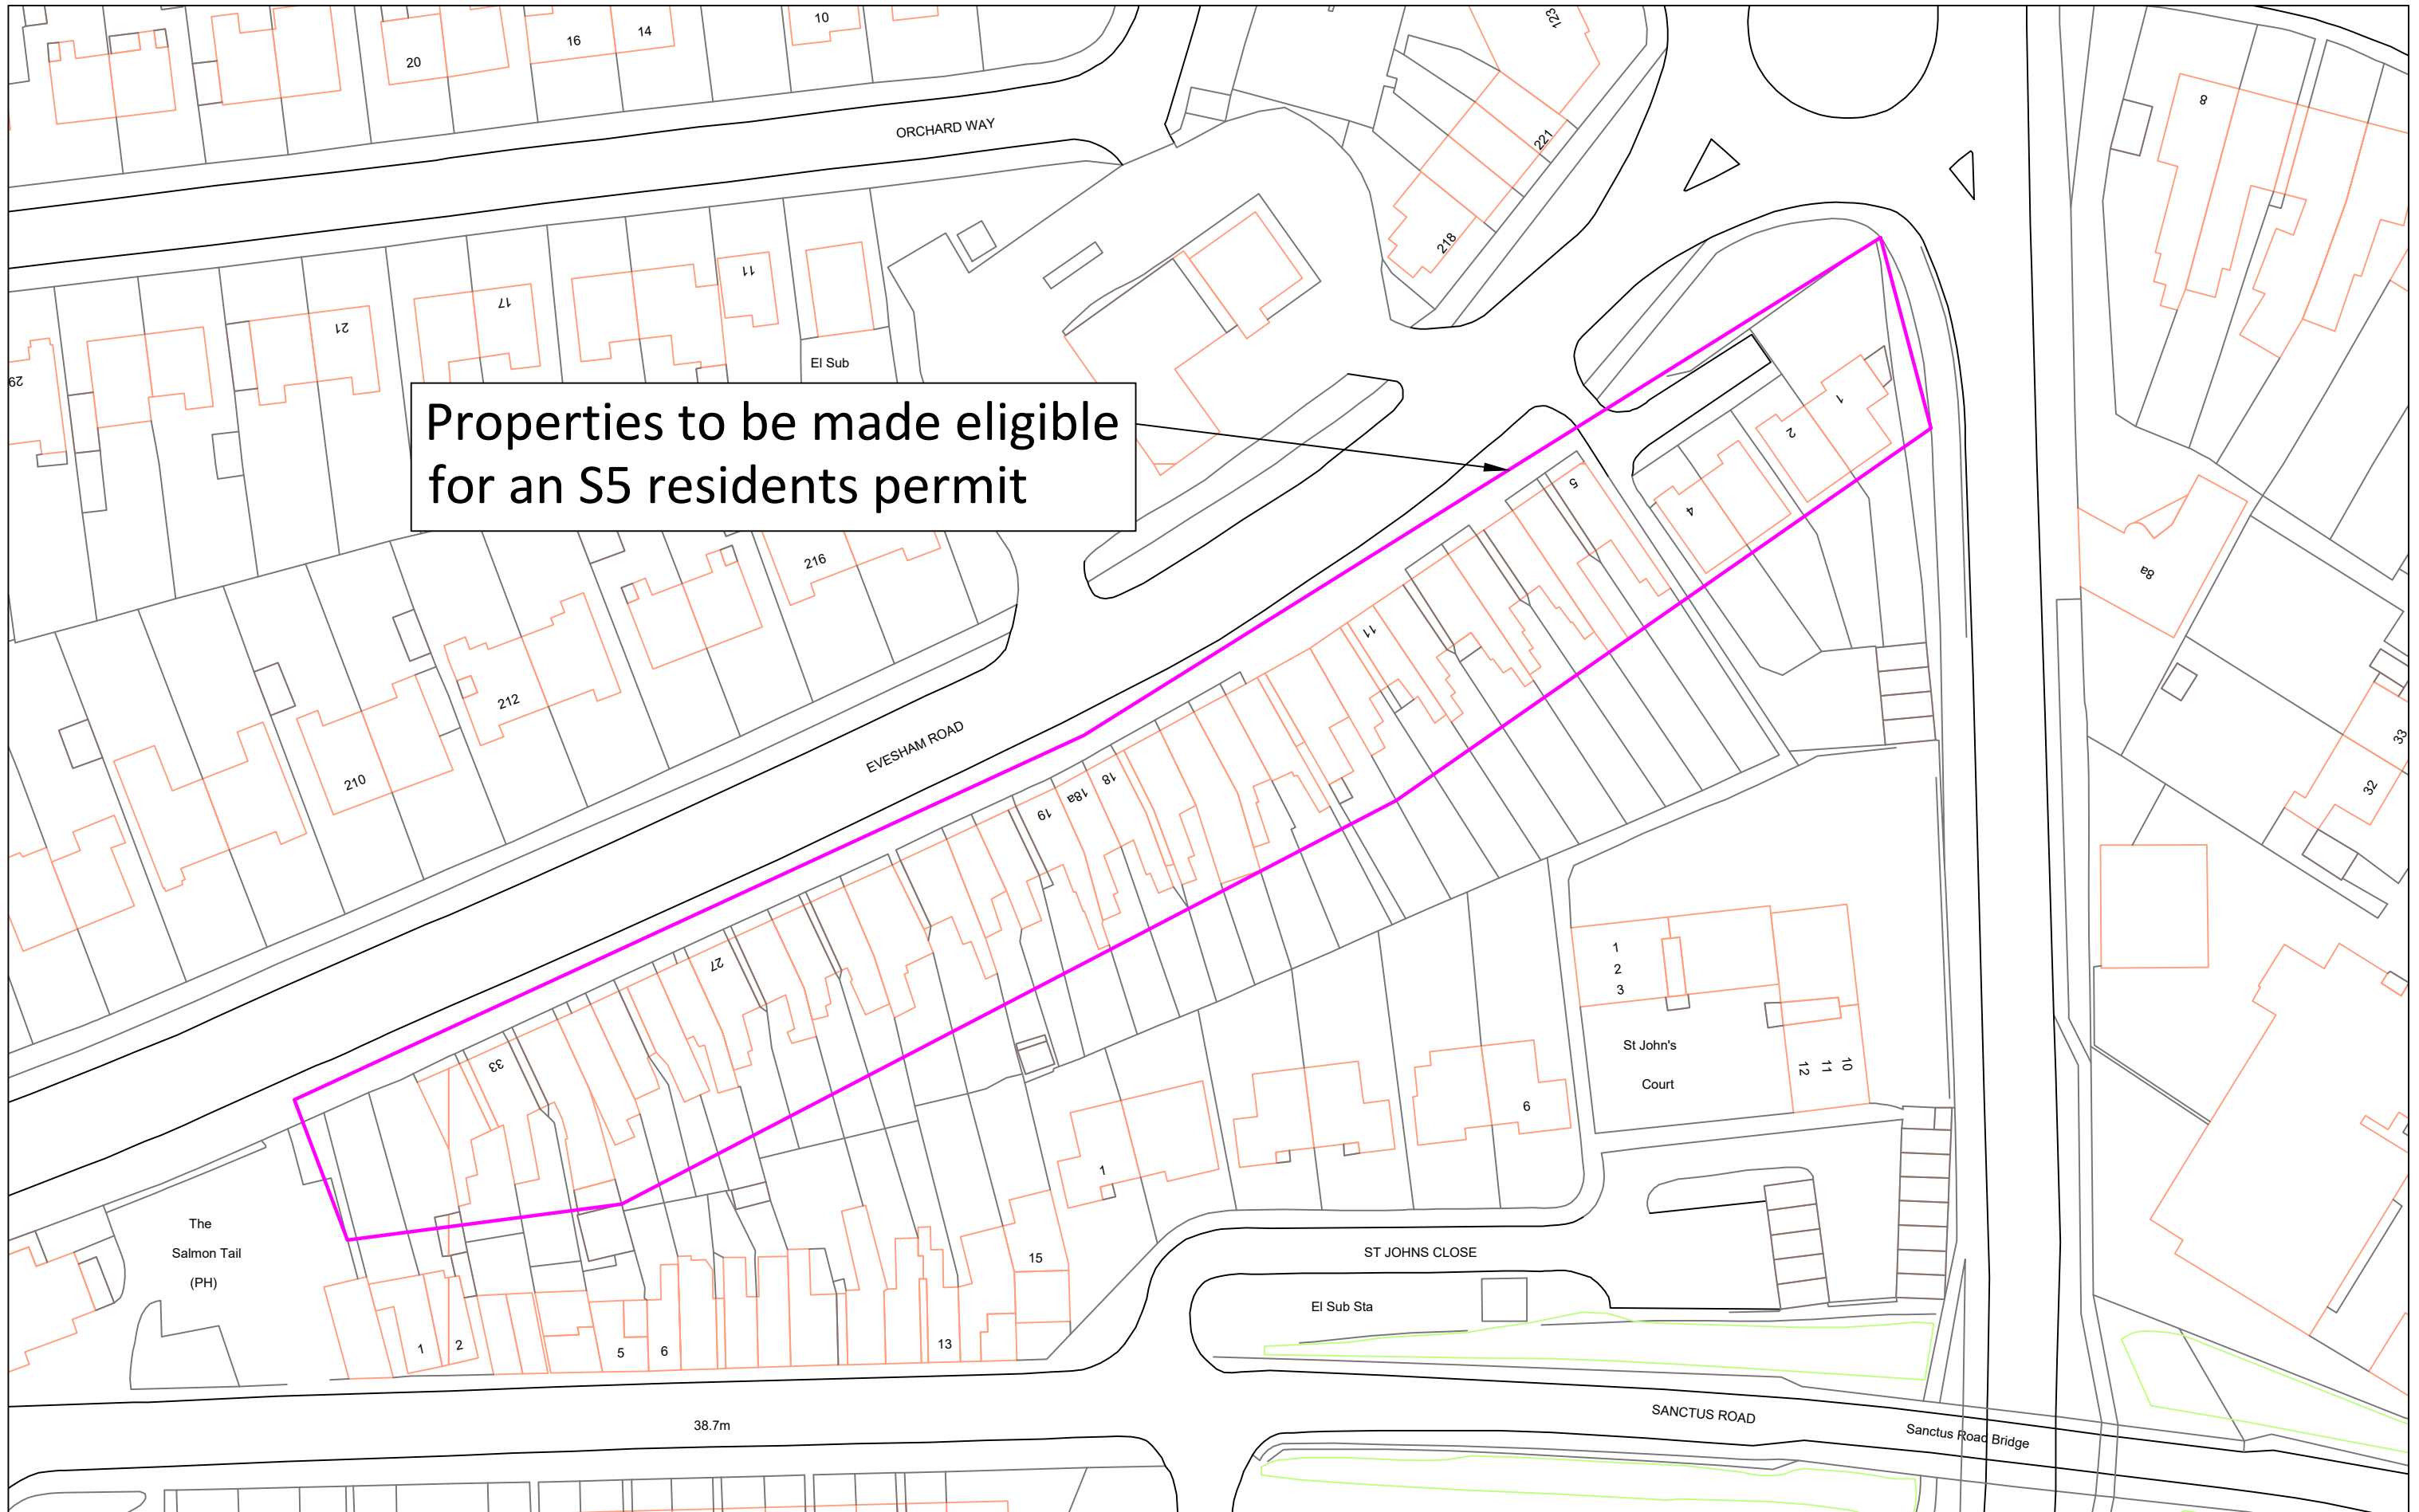 20
16
14
10
123
8
ORCHARD WAY
221
218
11
17
21
29
El Sub
Properties to be made eligible
for an S5 residents permit
1
2
4
5
8a
216
212
210
11
EVESHAM ROAD
18
18a
19
27
33
33
32
1
2
3
St John's
Court
12
11
10
6
1
15
The
Salmon Tail
(PH)
ST JOHNS CLOSE
El Sub Sta
1
2
5
6
13
38.7m
SANCTUS ROAD
Sanctus Road Bridge